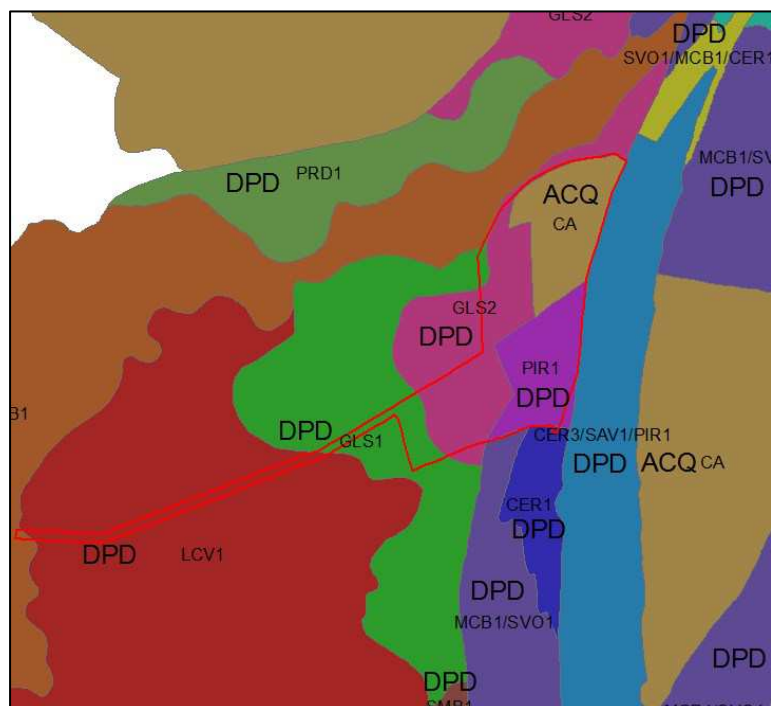 GLS2
DPD
SVO1/MCB1/CER1
MCB1/SV
DPD
DPD PRD1
ACQ
CA
GLS2
DPD
PIR1
DPD
B1
DPD GLS1
CER3/SAV1/PIR1
DPD
ACQ CA
CER1
DPD
DPD LCV1
DPD
MCB1/SVO1
DPD
DPD
SMB1